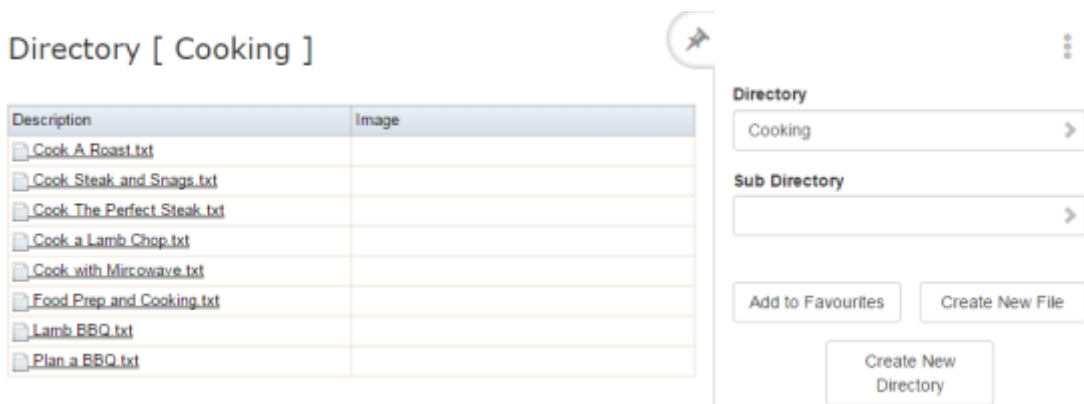 Directory [ Cooking ]
Description Image
Cook A Roast.txt
Cook Steak and Snags.txt
Cook The Perfect Steak.txt
Cook a Lamb Chop.txt
Cook with Mircowave.txt
Food Prep and Cooking.txt
Lamb BBQ.txt
Plan a BBQ.txt
Directory
Cooking
Sub Directory
Add to Favourites Create New File
Create New
Directory